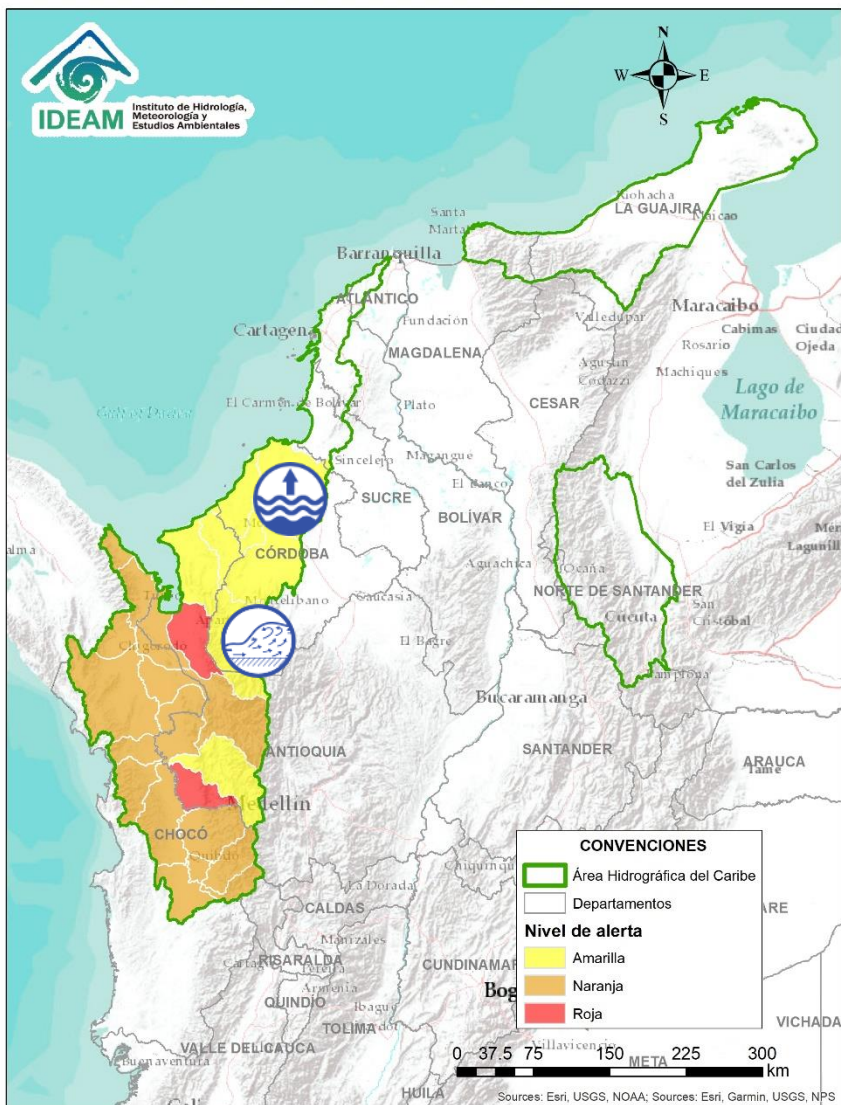 IDEAM
Instituto de Hidrología,
Meteorología y
Estudios Ambientales
N
W
E
S
Riohacha
LA GUAJIRA
Maicao
Santa
Marta
Barranquilla
ATLÁNTICO
Cartagena
Fundación
Valledupar
Maracaibo
Cabimas
Ciudad
Ojeda
Rosario
Machiques
MAGDALENA
Agustín
Codazzi
Lago de
Maracaibo
El Carmén de Bolívar
Plato
CESAR
Sincelejo
Magangue
San Carlos
del Zulia
SUCRE
El Banco
BOLÍVAR
El Vigía
CÓRDOBA
Aguachica
Ocaña
NORTE DE SANTANDER
San
Cristóbal
Cucuta
Caucasia
El Bagre
Bucaramanga
ANTIOQUIA
SANTANDER
ARAUCA
Tame
Medellín
CHOCÓ
Quibdó
La Dorada
CALDAS
Manizales
RISARALDA
Pereira
Armenia
QUINDÍO
Ibagué
TOLIMA
VALLE DEL CAUCA
Buenaventura
HUILA
Villavicencio
META
VICHADA
CONVENCIONES
Área Hidrográfica del Caribe
Departamentos
Nivel de alerta
Amarilla
Naranja
Roja
0 37.5 75 150 225 300
km
Sources: Esri, USGS, NOAA; Sources: Esri, Garmin, USGS, NPS